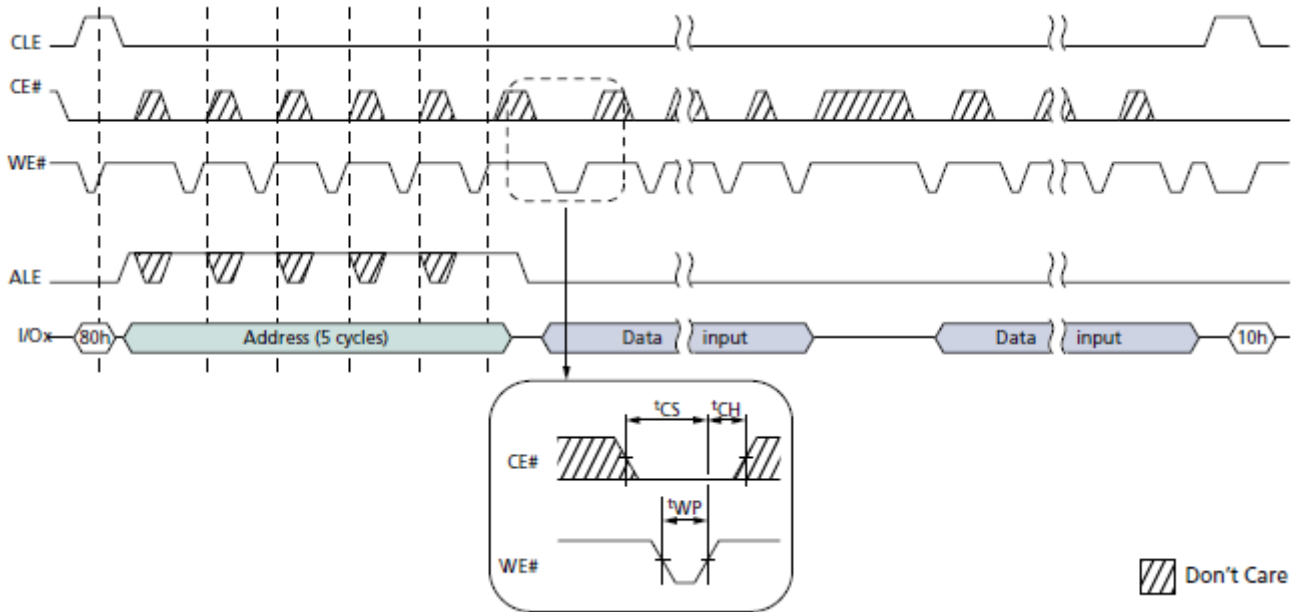 CLE
CE#
WE#
ALE
I/Ox 80h Address (5 cycles) Data input Data input 10h
tCS tCH
CE#
tWP
WE#
Don't Care